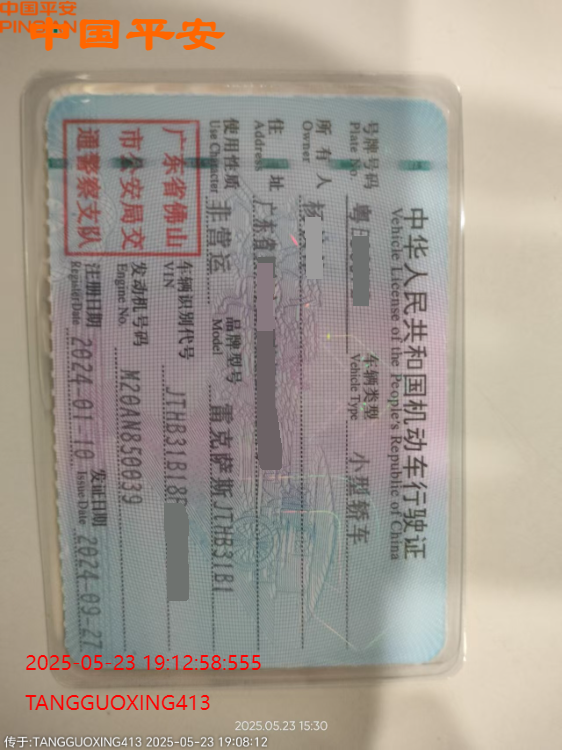 中国平安
PINGAN
中国平安
中华人民共和国机动车行驶证
Vehicle License of the People's Republic of China
号牌号码 粤E 车辆类型 小型轿车
Plate No. Vehicle Type
所有人 杨
Owner
住址 广东省
Address
使用性质 非营运 品牌型号 雷克萨斯JTHB31B1
Use Character Model
广东省佛山
市公安局交
通警察支队
车辆识别代号 JTHB31B18
VIN
发动机号码 M20AN850039
Engine No.
注册日期 2024-01-10 发证日期 2024-09-27
Register Date Issue Date
2025-05-23 19:12:58:555
TANGGUOXING413
2025.05.23 15:30
传于:TANGGUOXING413 2025-05-23 19:08:12